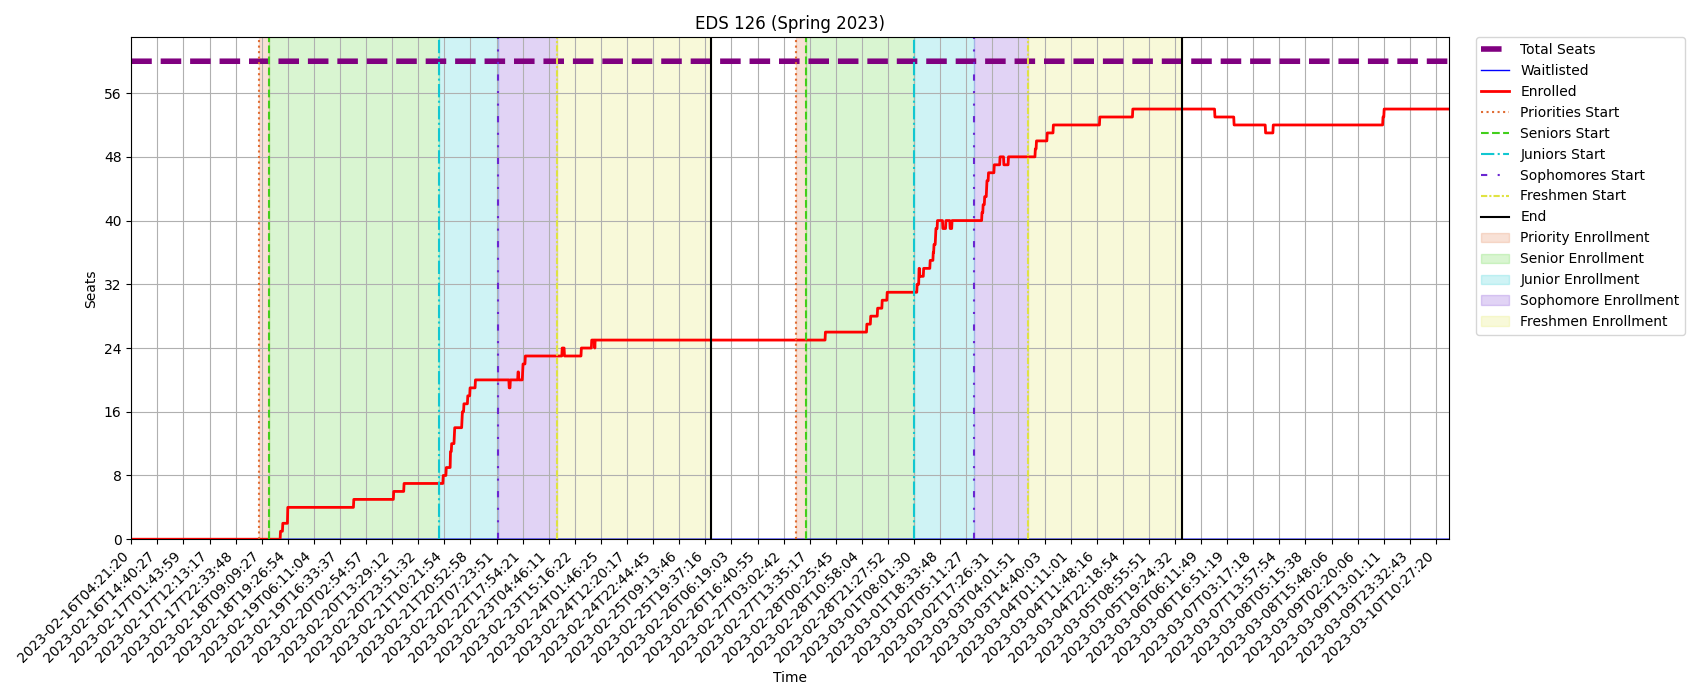 EDS 126 (Spring 2023)
Total Seats
Waitlisted
Enrolled
Priorities Start
Seniors Start
Juniors Start
Sophomores Start
Freshmen Start
End
Priority Enrollment
Senior Enrollment
Junior Enrollment
Sophomore Enrollment
Freshmen Enrollment
Seats
56
48
40
32
24
16
8
0
2023-02-16T04:21:20
2023-02-16T14:40:27
2023-02-17T01:43:59
2023-02-17T12:13:17
2023-02-17T22:33:48
2023-02-18T09:09:27
2023-02-18T19:26:54
2023-02-19T06:11:04
2023-02-19T16:33:37
2023-02-20T02:54:57
2023-02-20T13:29:12
2023-02-20T23:51:32
2023-02-21T10:21:54
2023-02-21T20:52:58
2023-02-22T07:23:51
2023-02-22T17:54:21
2023-02-23T04:46:11
2023-02-23T15:16:22
2023-02-24T01:46:25
2023-02-24T12:20:17
2023-02-24T22:44:45
2023-02-25T09:13:46
2023-02-25T19:37:16
2023-02-26T06:19:03
2023-02-26T16:40:55
2023-02-27T03:02:42
2023-02-27T13:35:17
2023-02-28T00:25:45
2023-02-28T10:58:04
2023-02-28T21:27:52
2023-03-01T08:01:30
2023-03-01T18:33:48
2023-03-02T05:11:27
2023-03-02T17:26:31
2023-03-03T04:01:51
2023-03-03T14:40:03
2023-03-04T01:11:01
2023-03-04T11:48:16
2023-03-04T22:18:54
2023-03-05T08:55:51
2023-03-05T19:24:32
2023-03-06T06:11:49
2023-03-06T16:51:19
2023-03-07T03:17:18
2023-03-07T13:57:54
2023-03-08T05:15:38
2023-03-08T15:48:06
2023-03-09T02:20:06
2023-03-09T13:01:11
2023-03-09T23:32:43
2023-03-10T10:27:20
Time